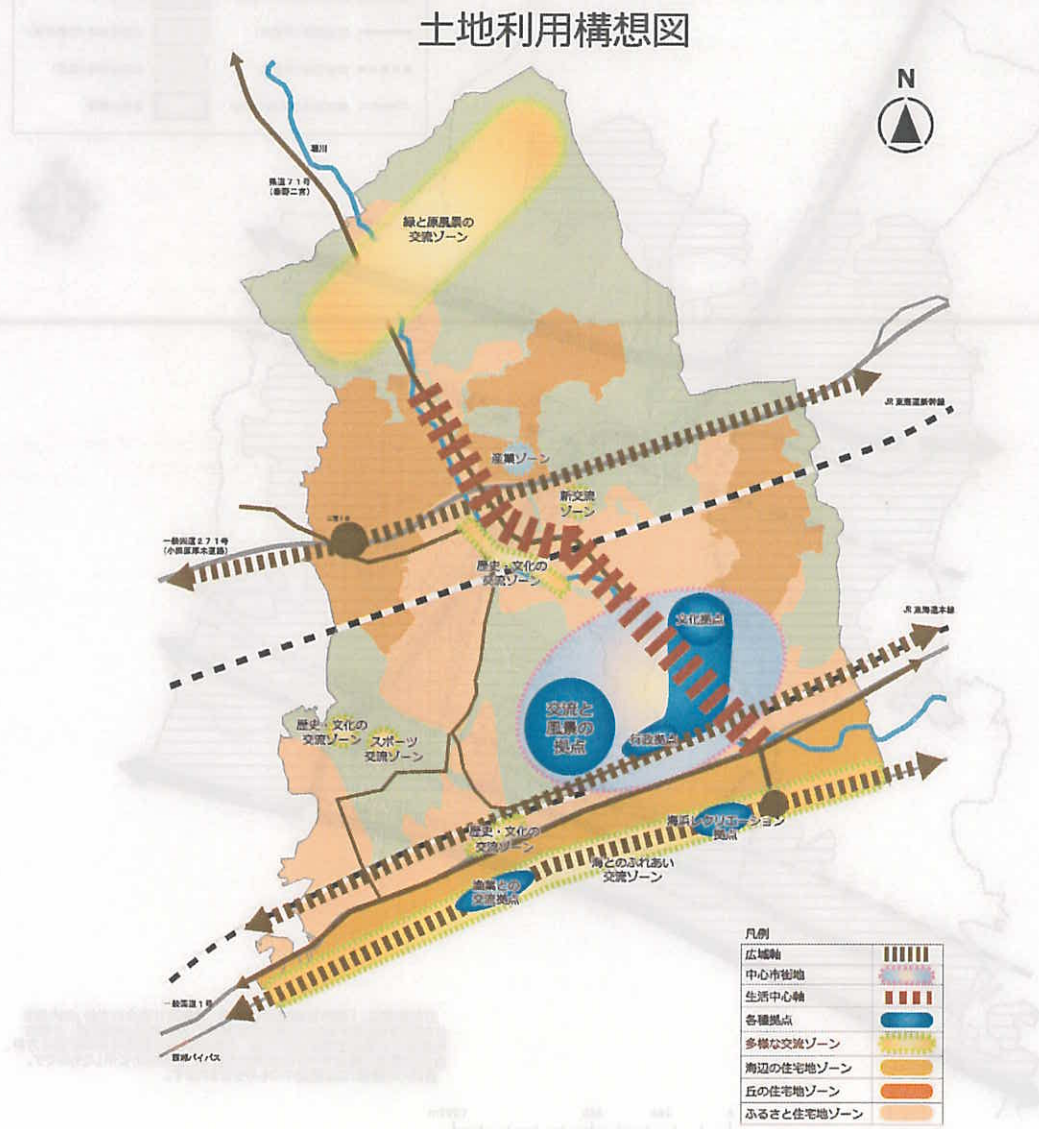 土地利用構想図
N
葛川
県道71号
(秦野二宮)
緑と原風景の
交流ゾーン
JR東海道新幹線
産業ゾーン
新交流
ゾーン
一般国道271号
(小田原厚木道路)
歴史・文化の
交流ゾーン
JR東海道本線
文化拠点
交流と
風景の
拠点
行政拠点
歴史・文化の
交流ゾーン
スポーツ
交流ゾーン
歴史・文化の
交流ゾーン
海浜レクリエーション
拠点
海とのふれあい
交流ゾーン
漁業との
交流拠点
一般国道1号
西湘バイパス
凡例
広域軸
中心市街地
生活中心軸
各種拠点
多様な交流ゾーン
海辺の住宅地ゾーン
丘の住宅地ゾーン
ふるさと住宅地ゾーン